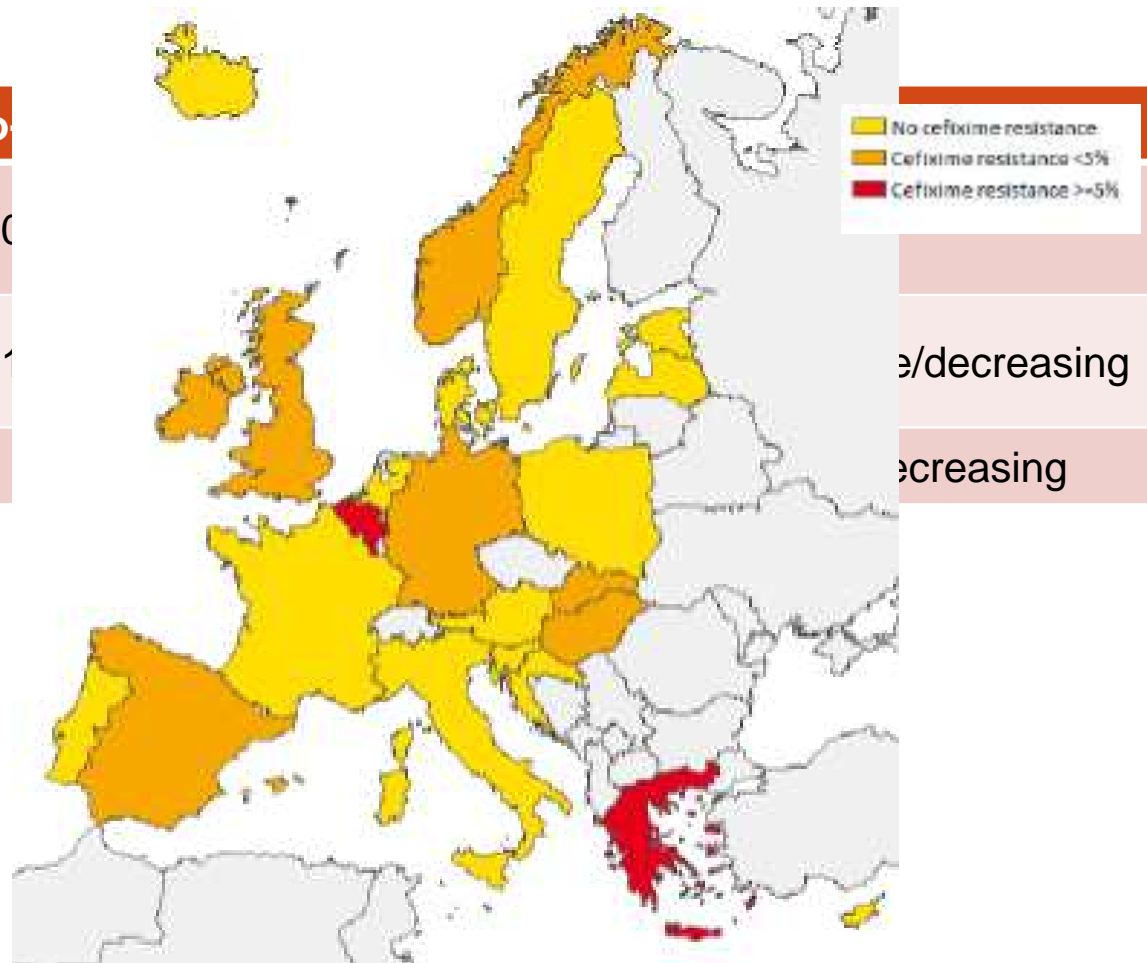 No cefixime resistance
Cefixime resistance <5%
Cefixime resistance >=5%
e/decreasing
ecreasing